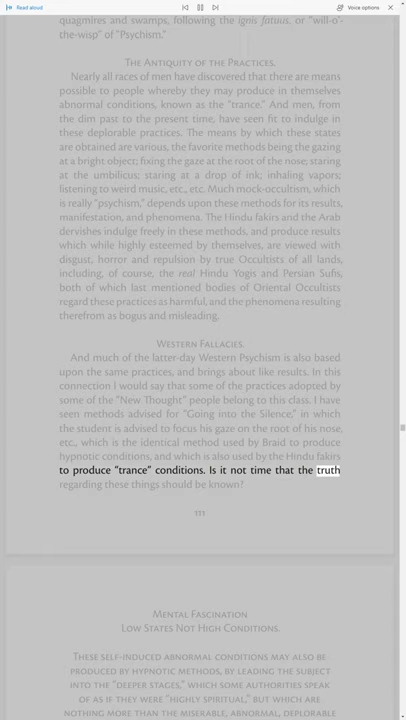 Read aloud
Voice options
quagmires and swamps, following the ignis fatuus, or “will-o’-
the-wisp” of “Psychism.”
The Antiquity of the Practices.
Nearly all races of men have discovered that there are means
possible to people whereby they may produce in themselves
abnormal conditions, known as the “trance.” And men, from
the dim past to the present time, have seen fit to indulge in
these deplorable practices. The means by which these states
are obtained are various, the favorite methods being the gazing
at a bright object; fixing the gaze at the root of the nose; staring
at the umbilicus; staring at a drop of ink; inhaling vapors;
listening to weird music, etc., etc. Much mock-occultism, which
is really “psychism,” depends upon these methods for its results,
manifestation, and phenomena. The Hindu fakirs and the Arab
dervishes indulge freely in these methods, and produce results
which while highly esteemed by themselves, are viewed with
disgust, horror and repulsion by true Occultists of all lands,
including, of course, the real Hindu Yogis and Persian Sufis,
both of which last mentioned bodies of Oriental Occultists
regard these practices as harmful, and the phenomena resulting
therefrom as bogus and misleading.
Western Fallacies.
And much of the latter-day Western Psychism is also based
upon the same practices, and brings about like results. In this
connection I would say that some of the practices adopted by
some of the “New Thought” people belong to this class. I have
seen methods advised for “Going into the Silence,” in which
the student is advised to focus his gaze on the root of his nose,
etc., which is the identical method used by Braid to produce
hypnotic conditions, and which is also used by the Hindu fakirs
to produce “trance” conditions. Is it not time that the truth
regarding these things should be known?
111
Mental Fascination
Low States Not High Conditions.
These self-induced abnormal conditions may also be
produced by hypnotic methods, by leading the subject
into the “deeper stages,” which some authorities speak
of as if they were “highly spiritual,” but which are
nothing more than the miserable, abnormal, deplorable